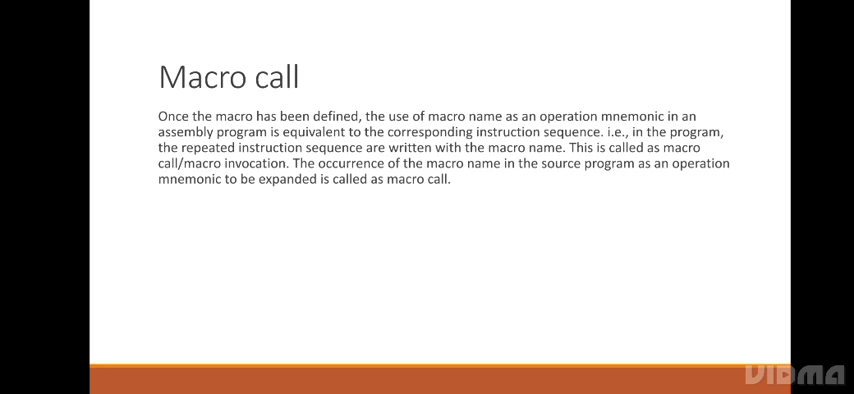 Macro call
Once the macro has been defined, the use of macro name as an operation mnemonic in an
assembly program is equivalent to the corresponding instruction sequence. i.e., in the program,
the repeated instruction sequence are written with the macro name. This is called as macro
call/macro invocation. The occurrence of the macro name in the source program as an operation
mnemonic to be expanded is called as macro call.
VIDMA